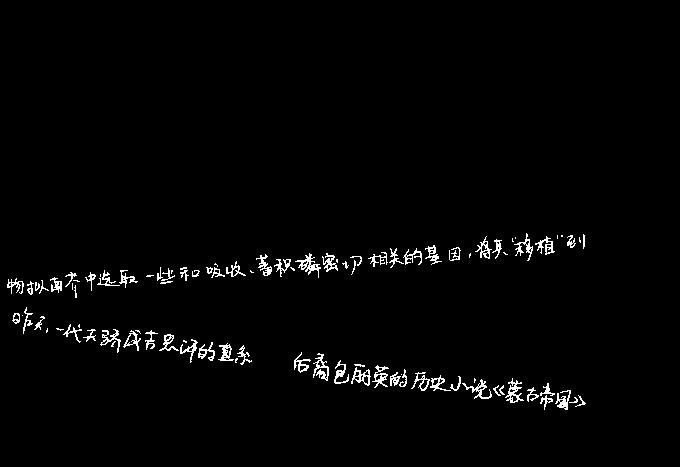 物拟南芥中选取一些和吸收、蓄积磷密切相关的基因，将其“移植”到
昨天，一代天骄成吉思汗的直系后裔包丽英的历史小说《蒙古帝国》